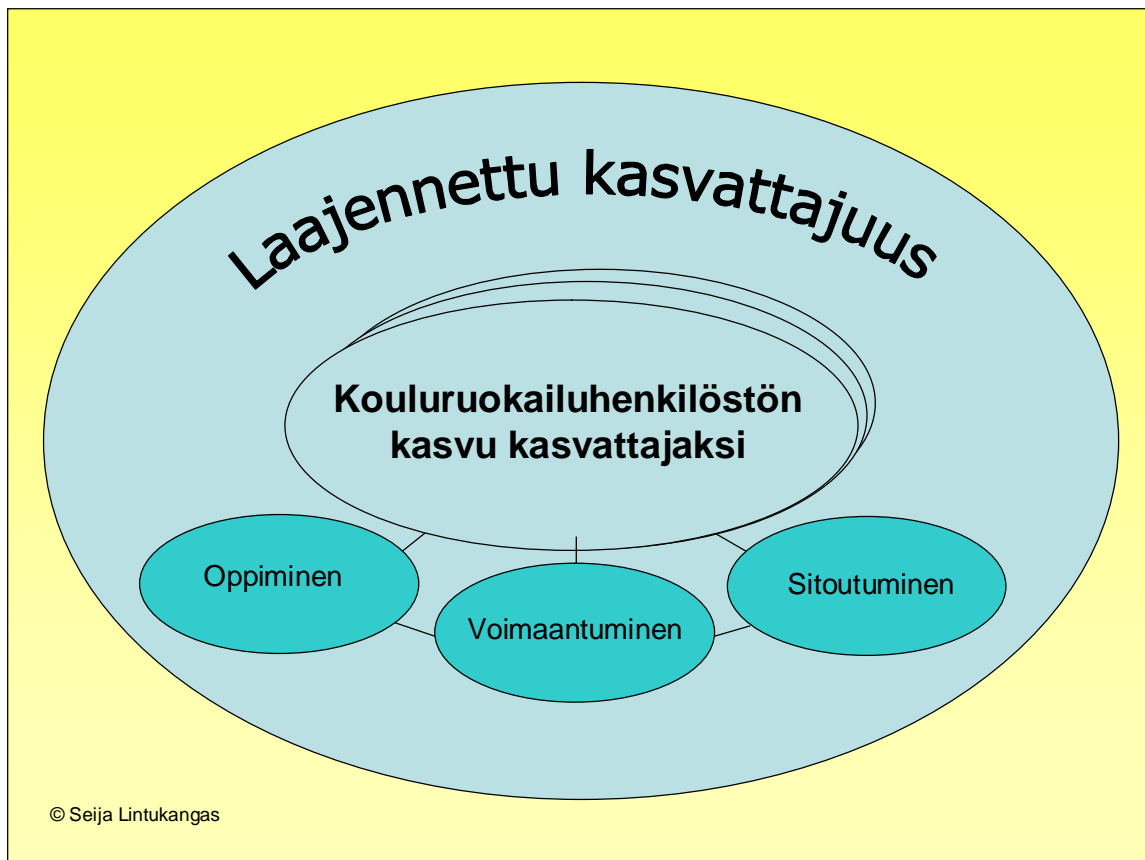 Laajennettu kasvattajuus
Kouluruokailuhenkilöstön
kasvu kasvattajaksi
Oppiminen
Voimaantuminen
Sitoutuminen
© Seija Lintukangas